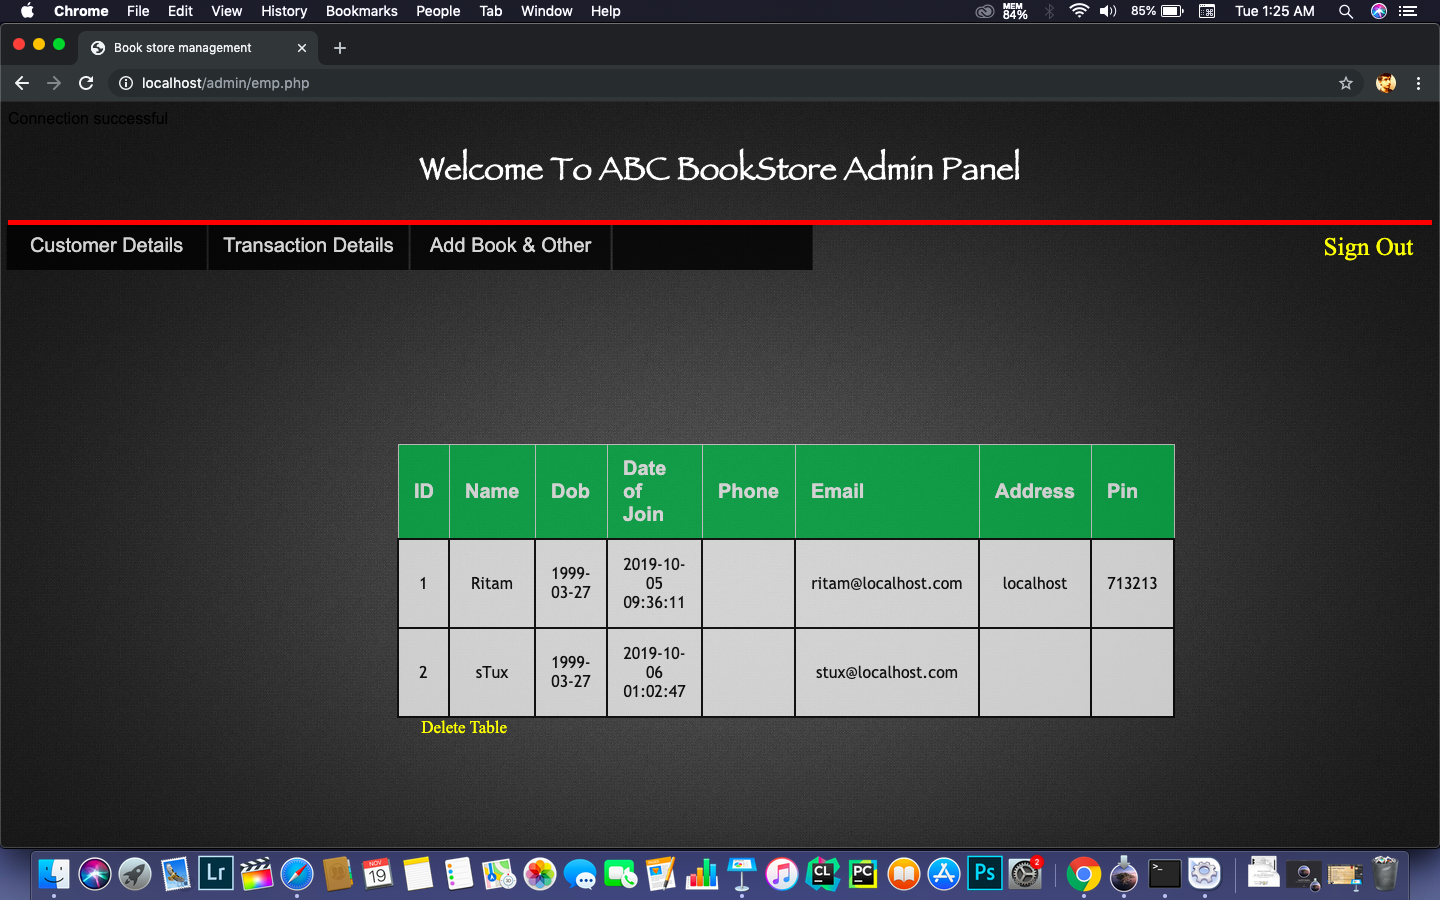 Chrome File Edit View History Bookmarks People Tab Window Help MEM 84% 85% Tue 1:25 AM
Book store management
localhost/admin/emp.php
Connection successful
Welcome To ABC BookStore Admin Panel
Customer Details Transaction Details Add Book & Other Sign Out
ID Name Dob Date of Join Phone Email Address Pin
1 Ritam 1999-03-27 2019-10-05 09:36:11 ritam@localhost.com localhost 713213
2 sTux 1999-03-27 2019-10-06 01:02:47 stux@localhost.com
Delete Table
Lr NOV 19 CL PC Ps 2